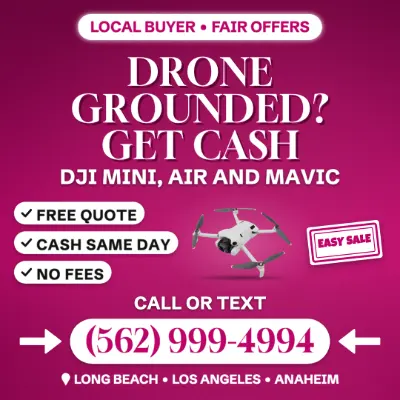 LOCAL BUYER • FAIR OFFERS
DRONE
GROUNDED?
GET CASH
DJI MINI, AIR AND MAVIC
FREE QUOTE
CASH SAME DAY
NO FEES
EASY SALE
CALL OR TEXT
(562) 999-4994
LONG BEACH • LOS ANGELES • ANAHEIM